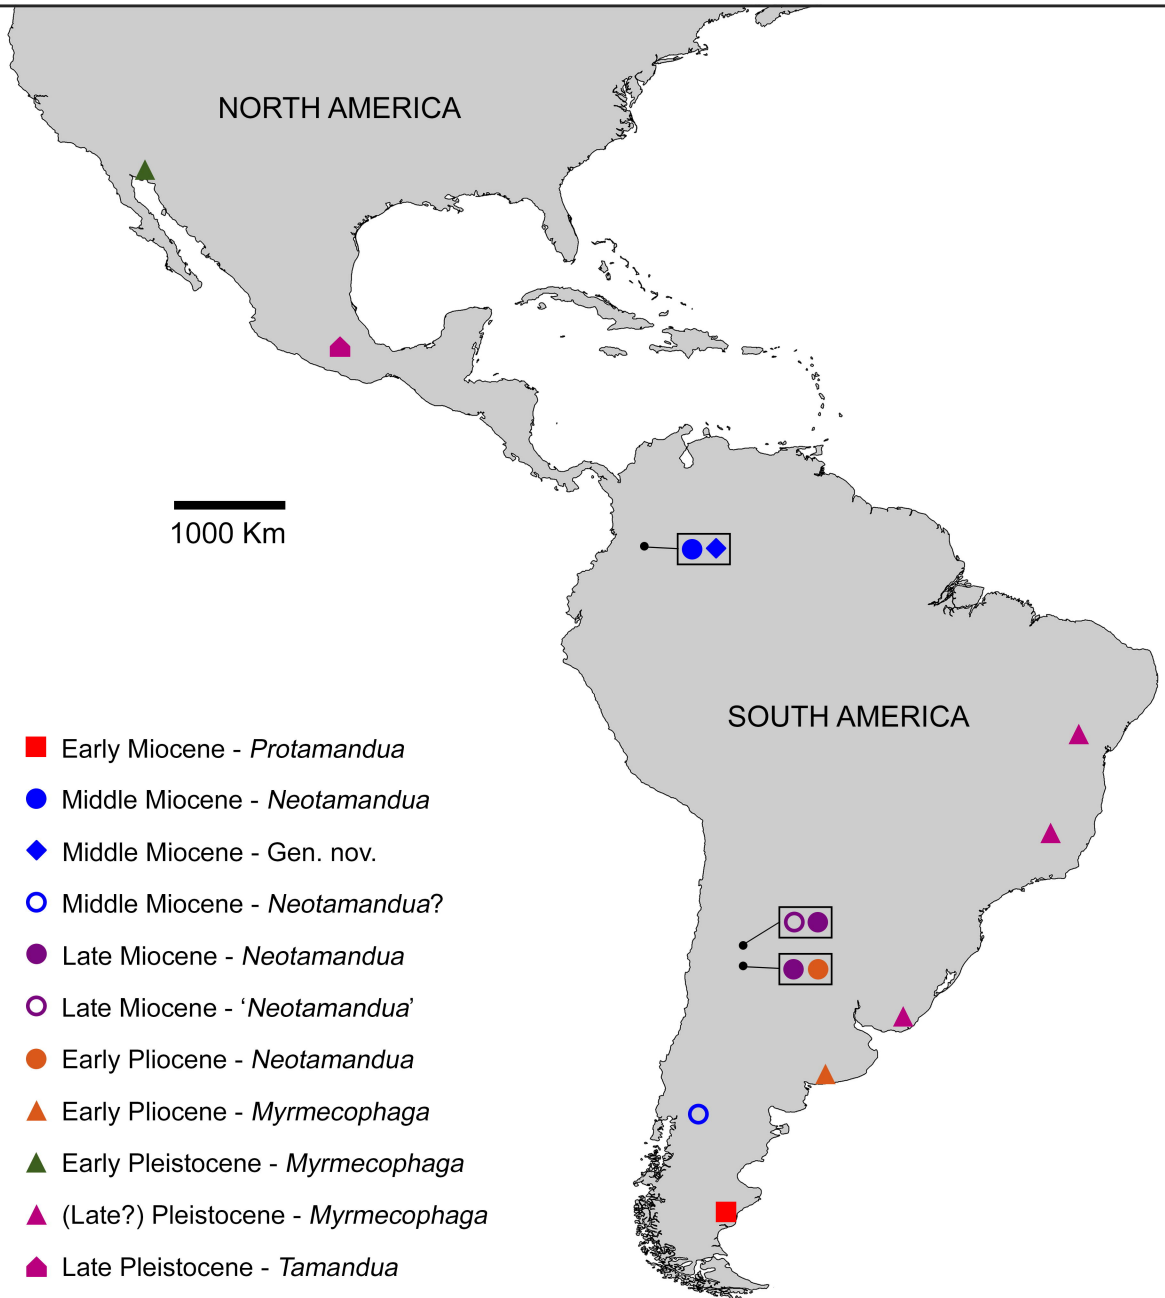 NORTH AMERICA
1000 Km
SOUTH AMERICA
Early Miocene - Protamandua
Middle Miocene - Neotamandua
Middle Miocene - Gen. nov.
Middle Miocene - Neotamandua?
Late Miocene - Neotamandua
Late Miocene - ‘Neotamandua’
Early Pliocene - Neotamandua
Early Pliocene - Myrmecophaga
Early Pleistocene - Myrmecophaga
(Late?) Pleistocene - Myrmecophaga
Late Pleistocene - Tamandua